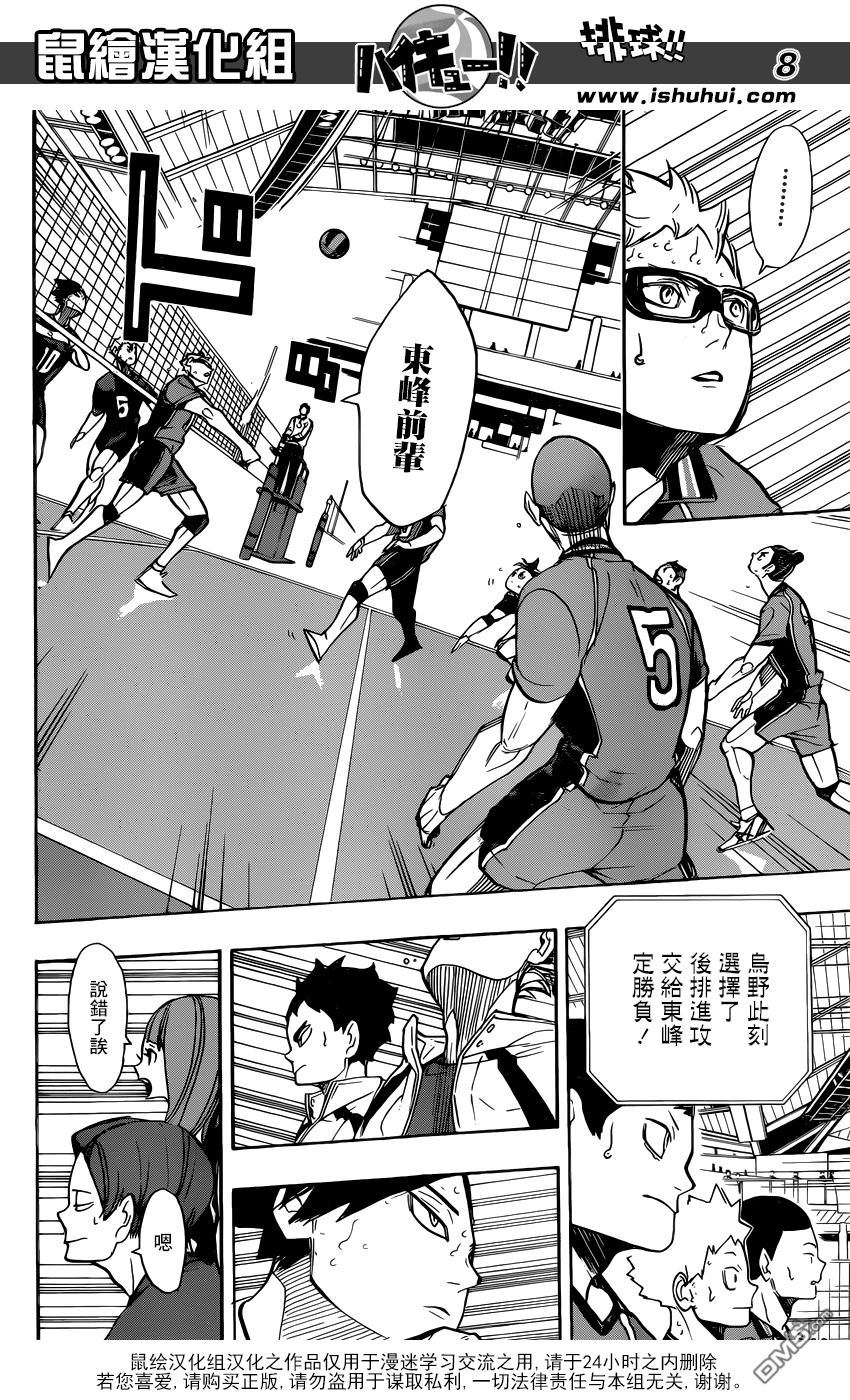 鼠繪漢化組
ハイキュー!!
排球!!
8
www.ishuhui.com
………
東峰前輩
10
5
5
烏野此刻
選擇了
後排進攻
交給東峰
定勝負！
說錯了誒
嗯
鼠绘汉化组汉化之作品仅用于漫迷学习交流之用, 请于24小时之内删除
若您喜爱, 请购买正版, 请勿盗用于谋取私利, 一切法律责任与本组无关, 谢谢.